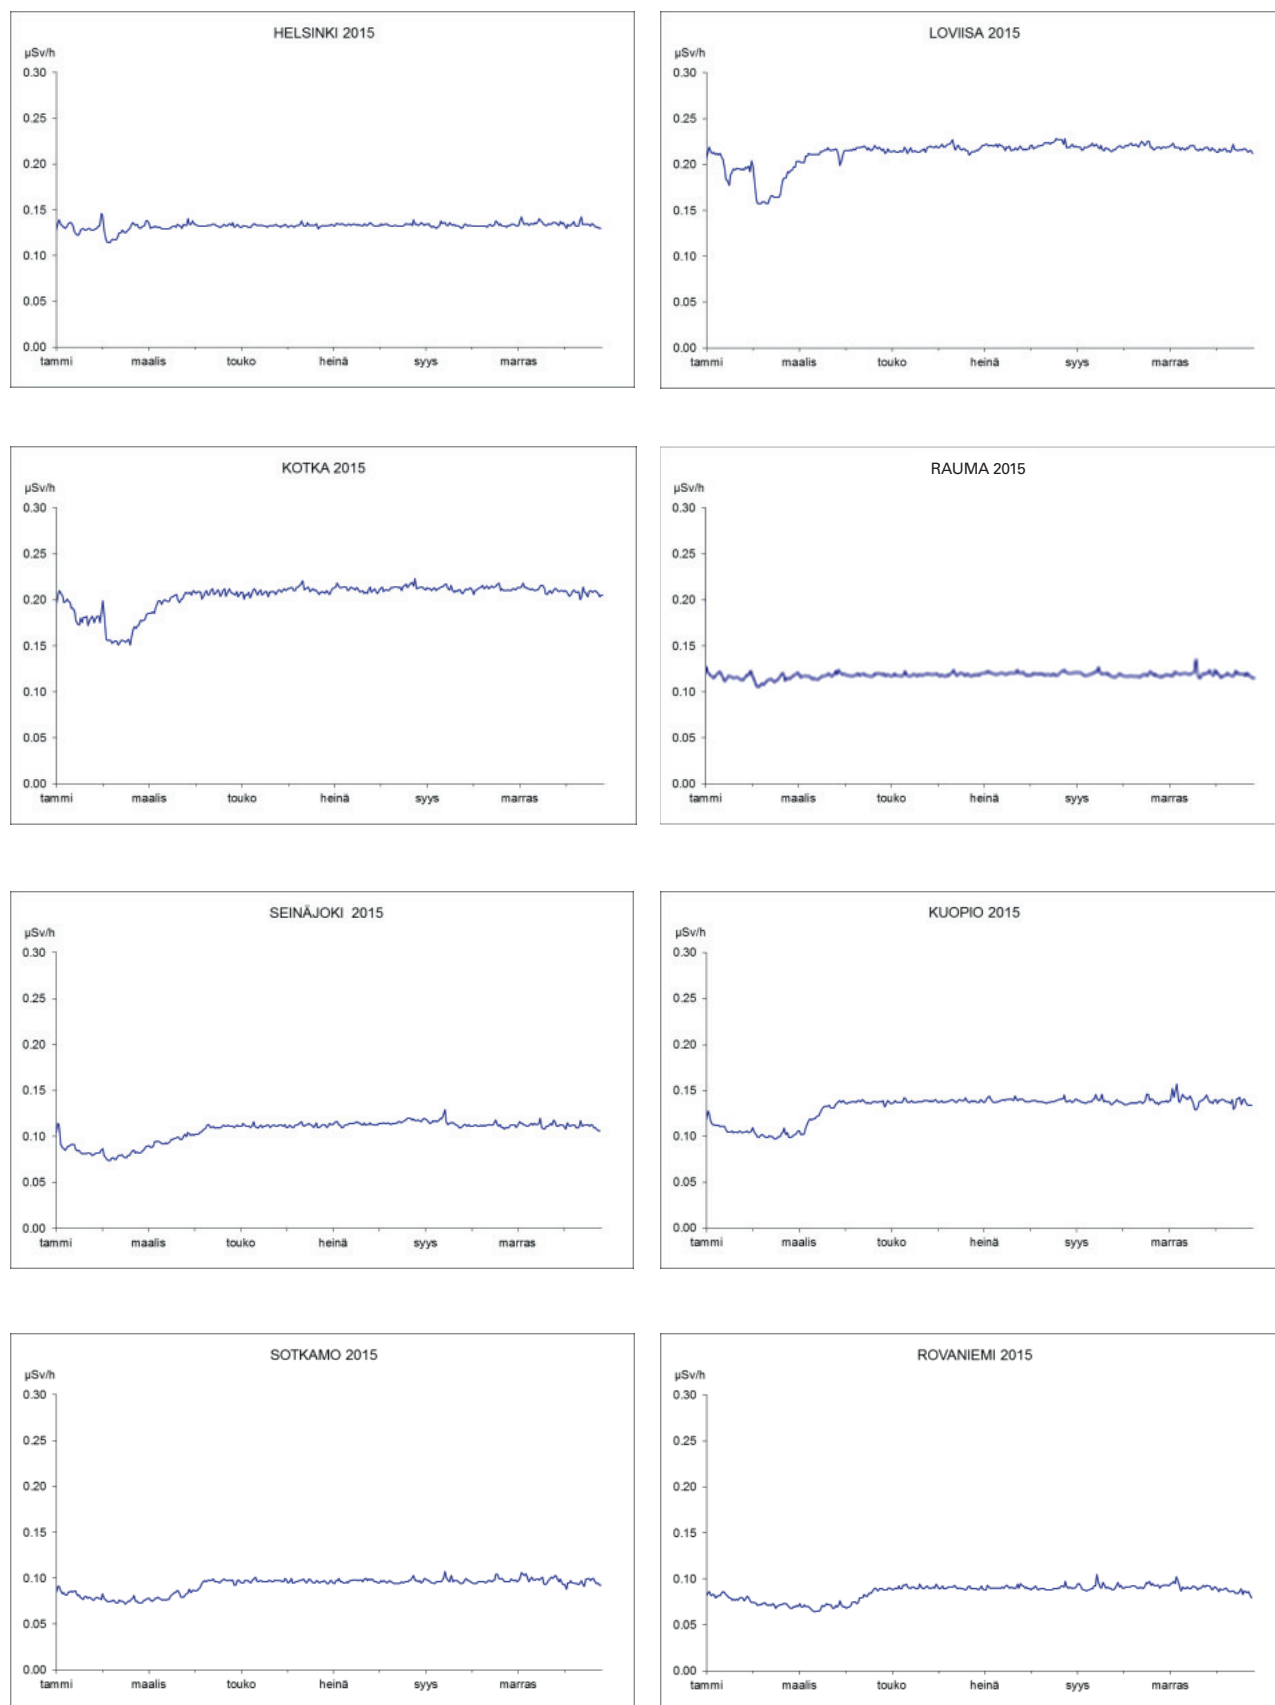 HELSINKI 2015
µSv/h
0.30
0.25
0.20
0.15
0.10
0.05
0.00
tammi maalis touko heinä syys marras
LOVIISA 2015
µSv/h
0.30
0.25
0.20
0.15
0.10
0.05
0.00
tammi maalis touko heinä syys marras
KOTKA 2015
µSv/h
0.30
0.25
0.20
0.15
0.10
0.05
0.00
tammi maalis touko heinä syys marras
RAUMA 2015
µSv/h
0.30
0.25
0.20
0.15
0.10
0.05
0.00
tammi maalis touko heinä syys marras
SEINÄJOKI 2015
µSv/h
0.30
0.25
0.20
0.15
0.10
0.05
0.00
tammi maalis touko heinä syys marras
KUOPIO 2015
µSv/h
0.30
0.25
0.20
0.15
0.10
0.05
0.00
tammi maalis touko heinä syys marras
SOTKAMO 2015
µSv/h
0.30
0.25
0.20
0.15
0.10
0.05
0.00
tammi maalis touko heinä syys marras
ROVANIEMI 2015
µSv/h
0.30
0.25
0.20
0.15
0.10
0.05
0.00
tammi maalis touko heinä syys marras